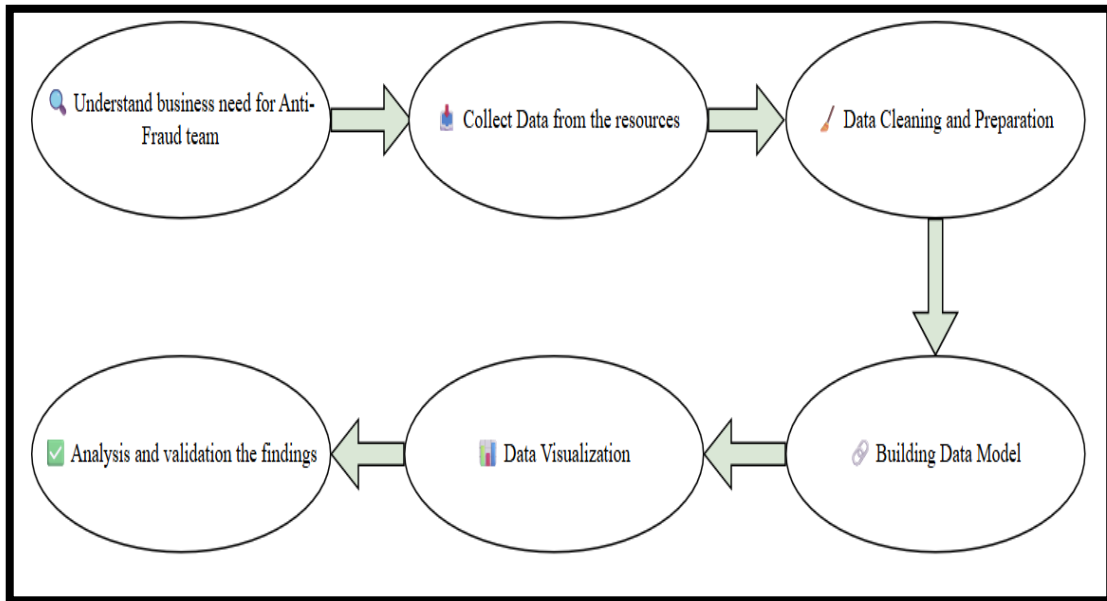 🔍 Understand business need for Anti-
Fraud team
📥 Collect Data from the resources
🧹 Data Cleaning and Preparation
🔗 Building Data Model
📊 Data Visualization
✅ Analysis and validation the findings